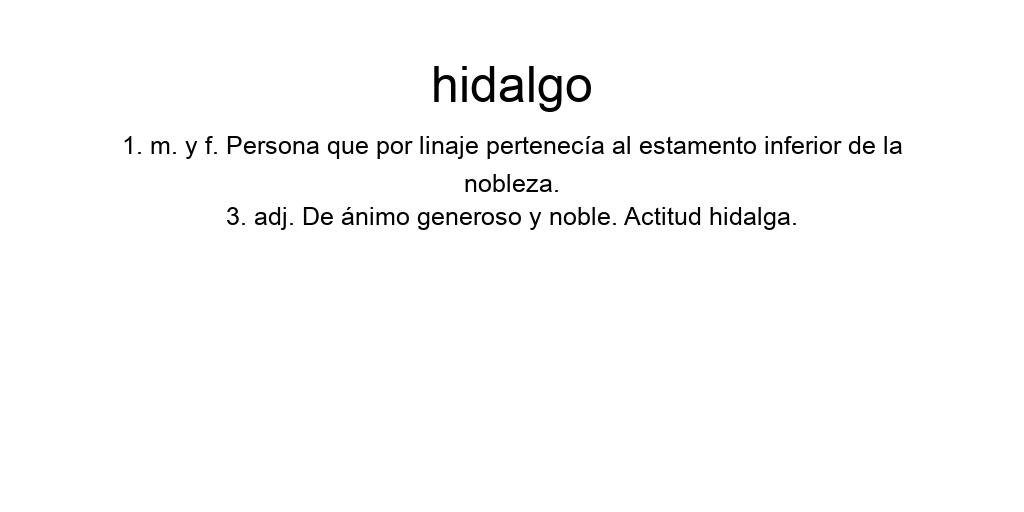 hidalgo
1. m. y f. Persona que por linaje pertenecía al estamento inferior de la
nobleza.
3. adj. De ánimo generoso y noble. Actitud hidalga.